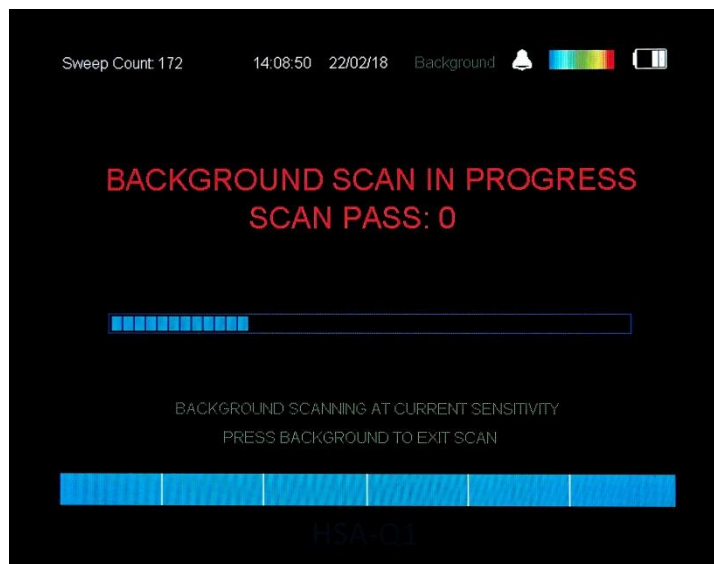 Sweep Count: 172 14:08:50 22/02/18 Background
BACKGROUND SCAN IN PROGRESS
SCAN PASS: 0
BACKGROUND SCANNING AT CURRENT SENSITIVITY
PRESS BACKGROUND TO EXIT SCAN
HSA-Q1